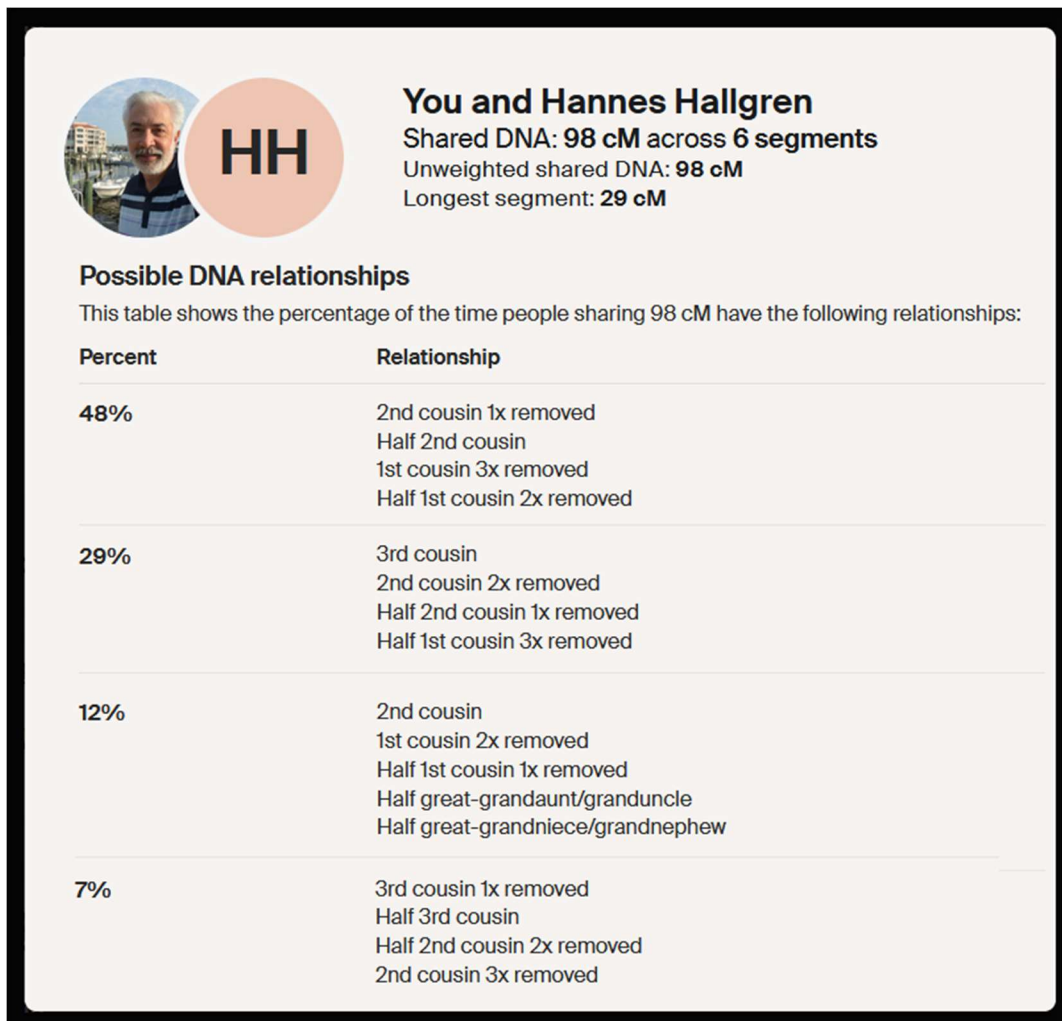 HH
You and Hannes Hallgren
Shared DNA: 98 cM across 6 segments
Unweighted shared DNA: 98 cM
Longest segment: 29 cM
Possible DNA relationships
This table shows the percentage of the time people sharing 98 cM have the following relationships:
Percent Relationship
48% 2nd cousin 1x removed
Half 2nd cousin
1st cousin 3x removed
Half 1st cousin 2x removed
29% 3rd cousin
2nd cousin 2x removed
Half 2nd cousin 1x removed
Half 1st cousin 3x removed
12% 2nd cousin
1st cousin 2x removed
Half 1st cousin 1x removed
Half great-grandaunt/granduncle
Half great-grandniece/grandnephew
7% 3rd cousin 1x removed
Half 3rd cousin
Half 2nd cousin 2x removed
2nd cousin 3x removed